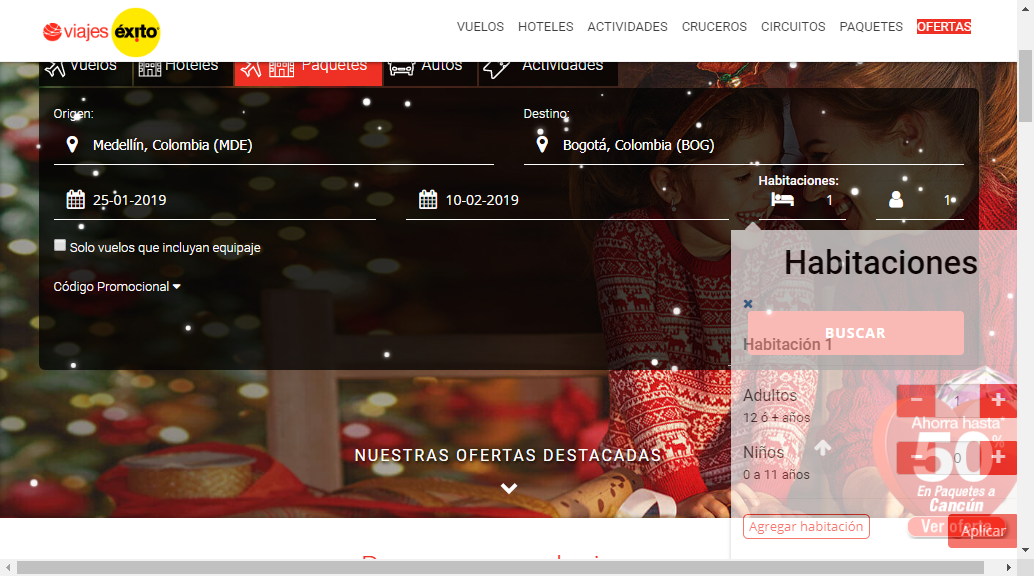 viajes éxito
VUELOS HOTELES ACTIVIDADES CRUCEROS CIRCUITOS PAQUETES OFERTAS
Vuelos Hoteles Paquetes Autos Actividades
Origen: Destino:
Medellín, Colombia (MDE) Bogotá, Colombia (BOG)
Habitaciones:
25-01-2019 10-02-2019 1 1
Solo vuelos que incluyan equipaje
Código Promocional
Habitaciones
BUSCAR
Habitación 1
Adultos - 1 +
12 ó + años
Ahorra hasta*
Niños - 0 +
50%
0 a 11 años
En Paquetes a
Cancún
NUESTRAS OFERTAS DESTACADAS
Agregar habitación
Ver oferta
Aplicar